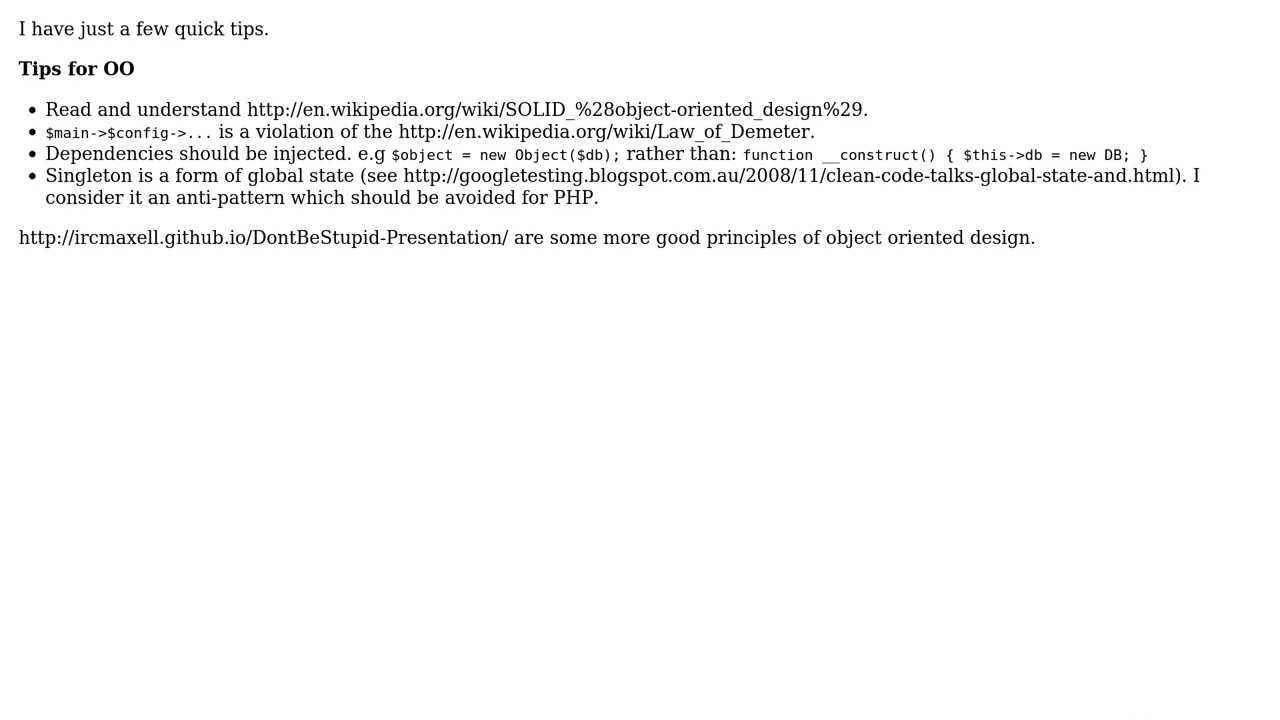 I have just a few quick tips.
Tips for OO
• Read and understand http://en.wikipedia.org/wiki/SOLID_%28object-oriented_design%29.
• $main->$config->... is a violation of the http://en.wikipedia.org/wiki/Law_of_Demeter.
• Dependencies should be injected. e.g $object = new Object($db); rather than: function __construct() { $this->db = new DB; }
• Singleton is a form of global state (see http://googletesting.blogspot.com.au/2008/11/clean-code-talks-global-state-and.html). I
consider it an anti-pattern which should be avoided for PHP.
http://ircmaxell.github.io/DontBeStupid-Presentation/ are some more good principles of object oriented design.